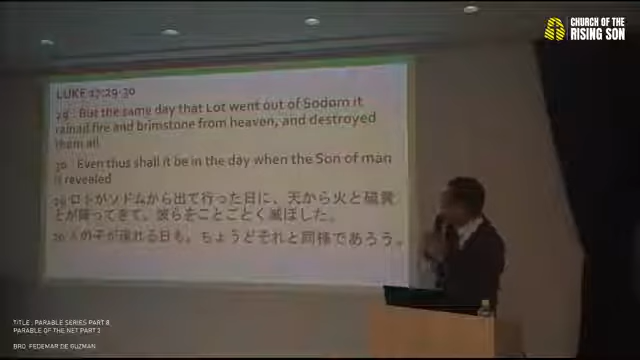 CHURCH OF THE
RISING SON
LUKE 17:29-30
29 . But the same day that Lot went out of Sodom it
rained fire and brimstone from heaven, and destroyed
them all
30 . Even thus shall it be in the day when the Son of man
is revealed
29 ロトがソドムから出て行った日に、天から火と硫黄
とが降ってきて、彼らをことごとく滅ぼした。
30 人の子が現れる日も、ちょうどそれと同様であろう。
TITLE : PARABLE SERIES PART 8,
PARABLE OF THE NET PART 2
BRO. FEDEMAR DE GUZMAN